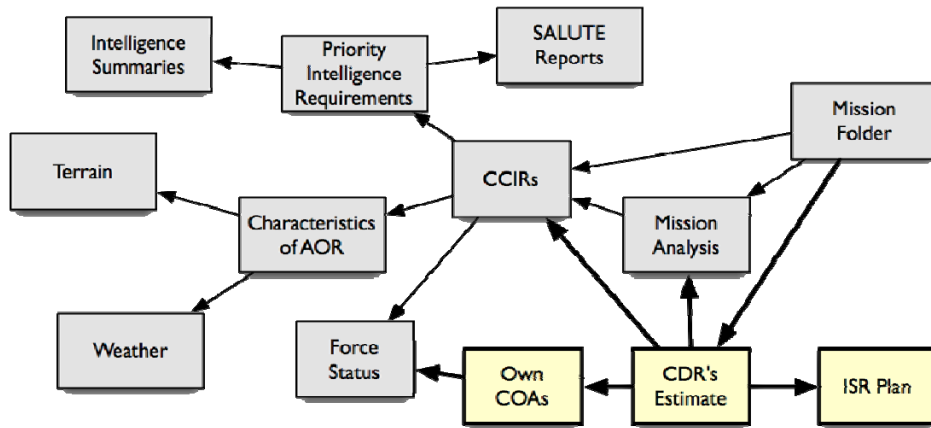 Intelligence
Summaries
Priority
Intelligence
Requirements
SALUTE
Reports
Mission
Folder
Terrain
CCIRs
Characteristics
of AOR
Mission
Analysis
Weather
Force
Status
Own
COAs
CDR's
Estimate
ISR Plan